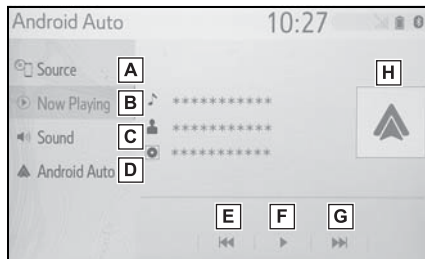 Android Auto 10:27
Source A
H
Now Playing B ***********
***********
Sound C
***********
Android Auto D
E F G